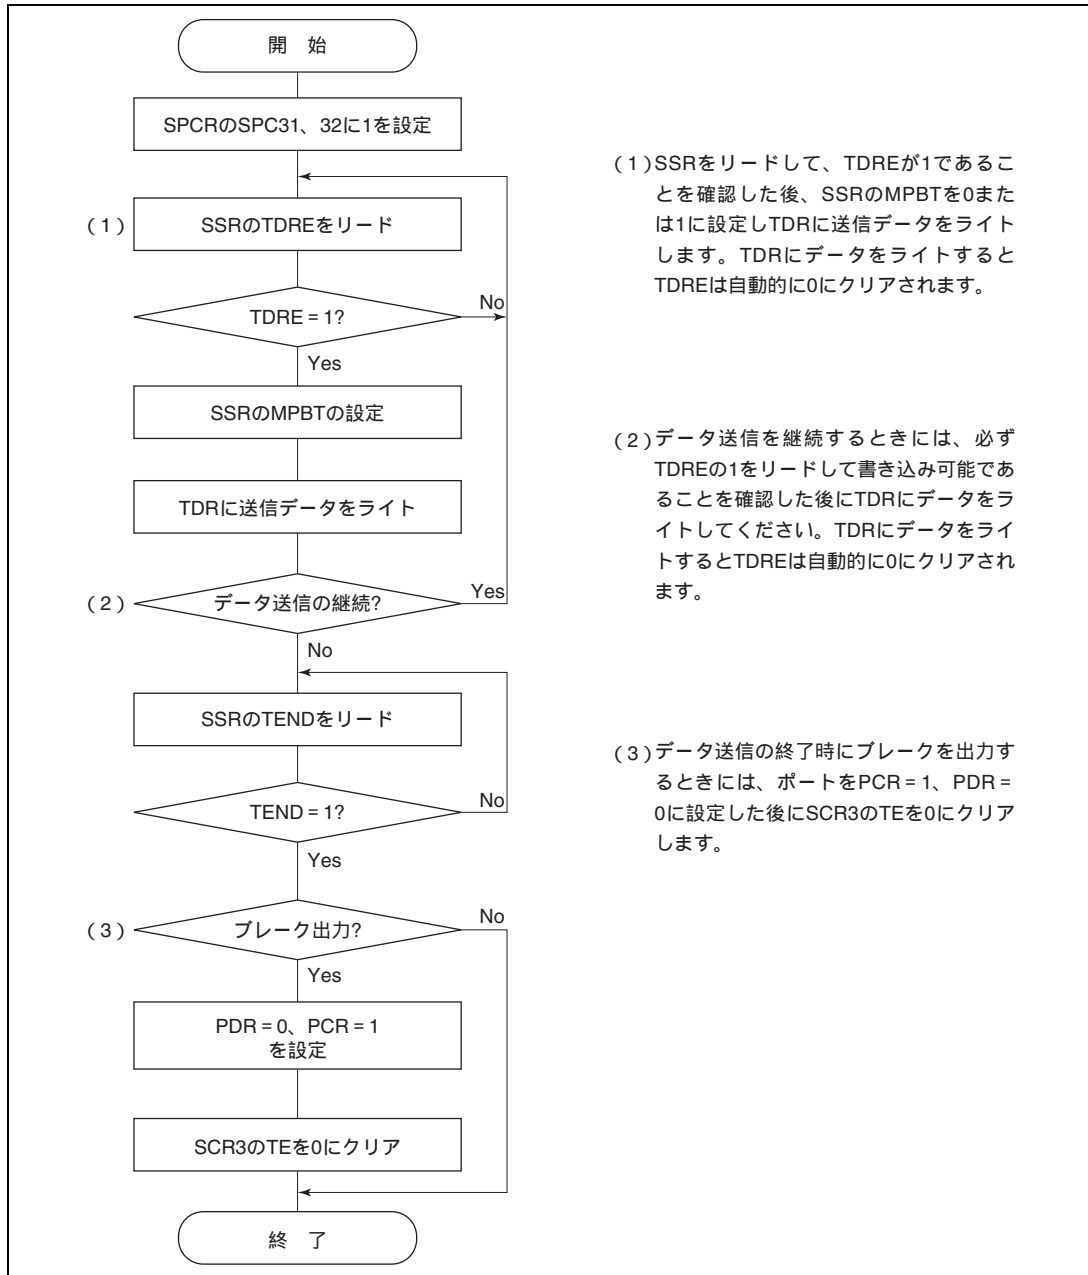 開　始
SPCRのSPC31、32に1を設定
(1)
SSRのTDREをリード
TDRE = 1?
No
Yes
SSRのMPBTの設定
TDRに送信データをライト
(2)
データ送信の継続?
Yes
No
SSRのTENDをリード
TEND = 1?
No
Yes
(3)
ブレーク出力?
No
Yes
PDR = 0、PCR = 1
を設定
SCR3のTEを0にクリア
終　了
(1)SSRをリードして、TDREが1であるこ
とを確認した後、SSRのMPBTを0また
は1に設定しTDRに送信データをライト
します。TDRにデータをライトすると
TDREは自動的に0にクリアされます。
(2)データ送信を継続するときには、必ず
TDREの1をリードして書き込み可能であ
ることを確認した後にTDRにデータをラ
イトしてください。TDRにデータをライ
トするとTDREは自動的に0にクリアされ
ます。
(3)データ送信の終了時にブレークを出力す
るときには、ポートをPCR = 1、PDR =
0に設定した後にSCR3のTEを0にクリア
します。